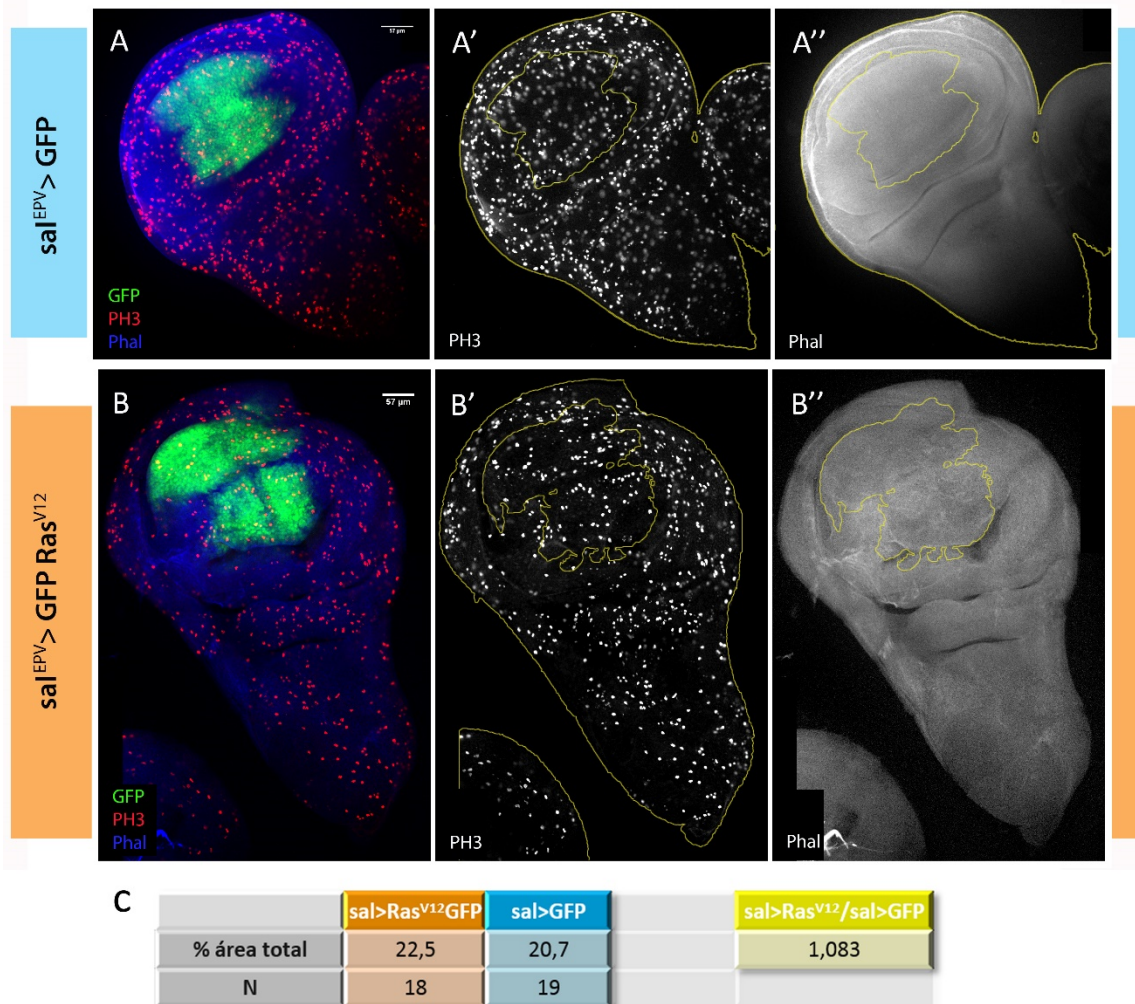 sal^EPV> GFP
A
17 µm
GFP
PH3
Phal
A'
PH3
A''
Phal
sal^EPV> GFP Ras^V12
B
57 µm
GFP
PH3
Phal
B'
PH3
B''
Phal
C
sal>Ras^V12GFP sal>GFP sal>Ras^V12/sal>GFP
% área total 22,5 20,7 1,083
N 18 19